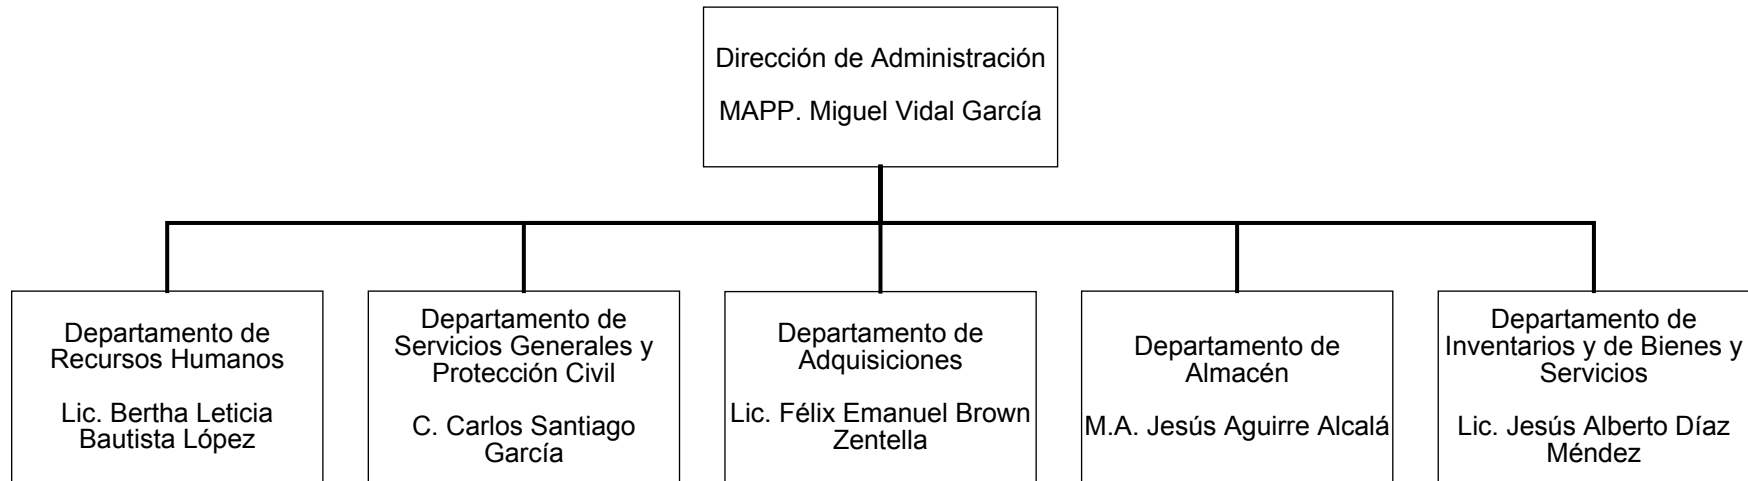 Dirección de Administración
MAPP. Miguel Vidal García
Departamento de
Recursos Humanos
Lic. Bertha Leticia
Bautista López
Departamento de
Servicios Generales y
Protección Civil
C. Carlos Santiago
García
Departamento de
Adquisiciones
Lic. Félix Emanuel Brown
Zentella
Departamento de
Almacén
M.A. Jesús Aguirre Alcalá
Departamento de
Inventarios y de Bienes y
Servicios
Lic. Jesús Alberto Díaz
Méndez